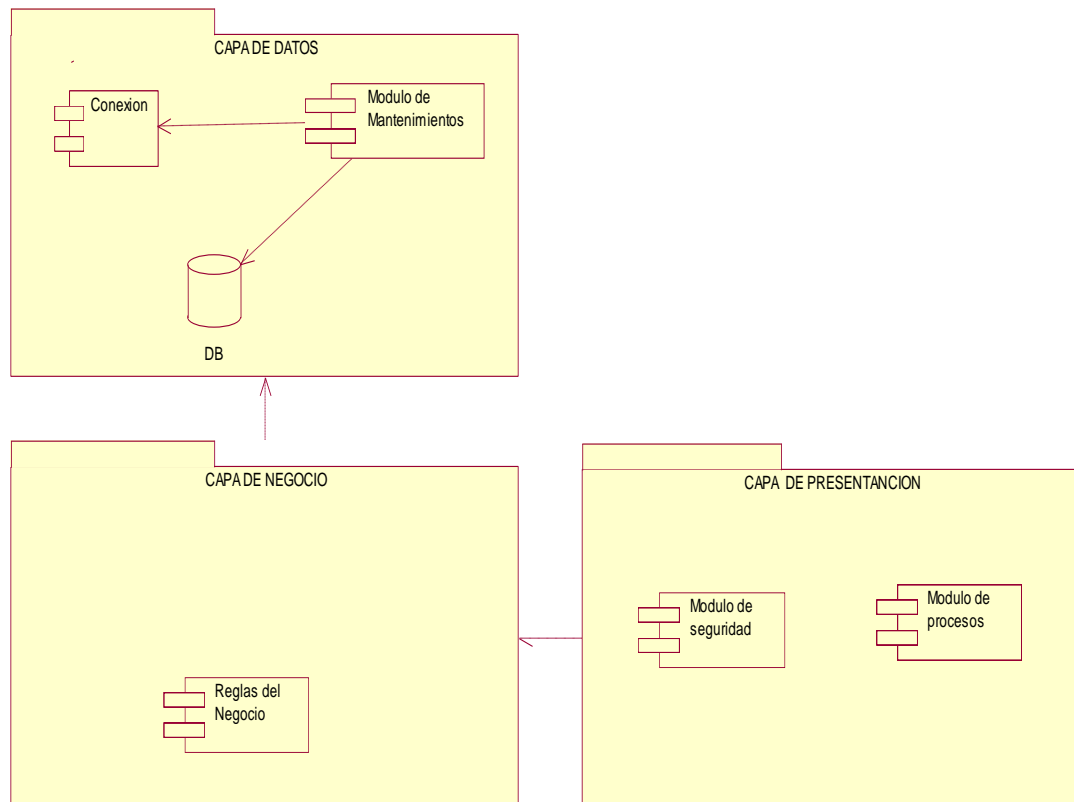 CAPA DE DATOS
Conexion
Modulo de
Mantenimientos
DB
CAPA DE NEGOCIO
CAPA DE PRESENTANCION
Modulo de
seguridad
Modulo de
procesos
Reglas del
Negocio